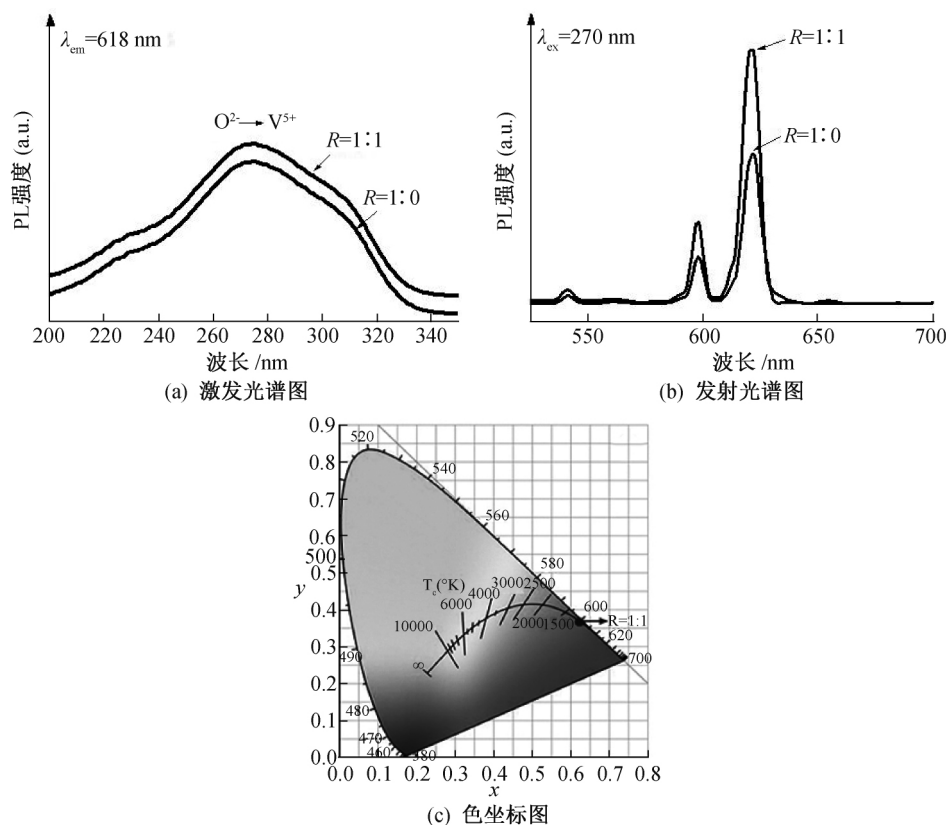 λem=618 nm
O²⁻→V⁵⁺
R=1∶1
R=1∶0
PL强度 (a.u.)
200 220 240 260 280 300 320 340
波长 /nm
(a) 激发光谱图
λex=270 nm
R=1∶1
R=1∶0
PL强度 (a.u.)
550 600 650 700
波长 /nm
(b) 发射光谱图
0.9
0.8
0.7
0.6
0.5
0.4
0.3
0.2
0.1
0.0
y
520
540
560
500
580
Tc(°K)
3000 2500
4000
6000
600
10000
2000 1500
R=1:1
620
490
∞
700
480
470
460
380
0.0 0.1 0.2 0.3 0.4 0.5 0.6 0.7 0.8
x
(c) 色坐标图